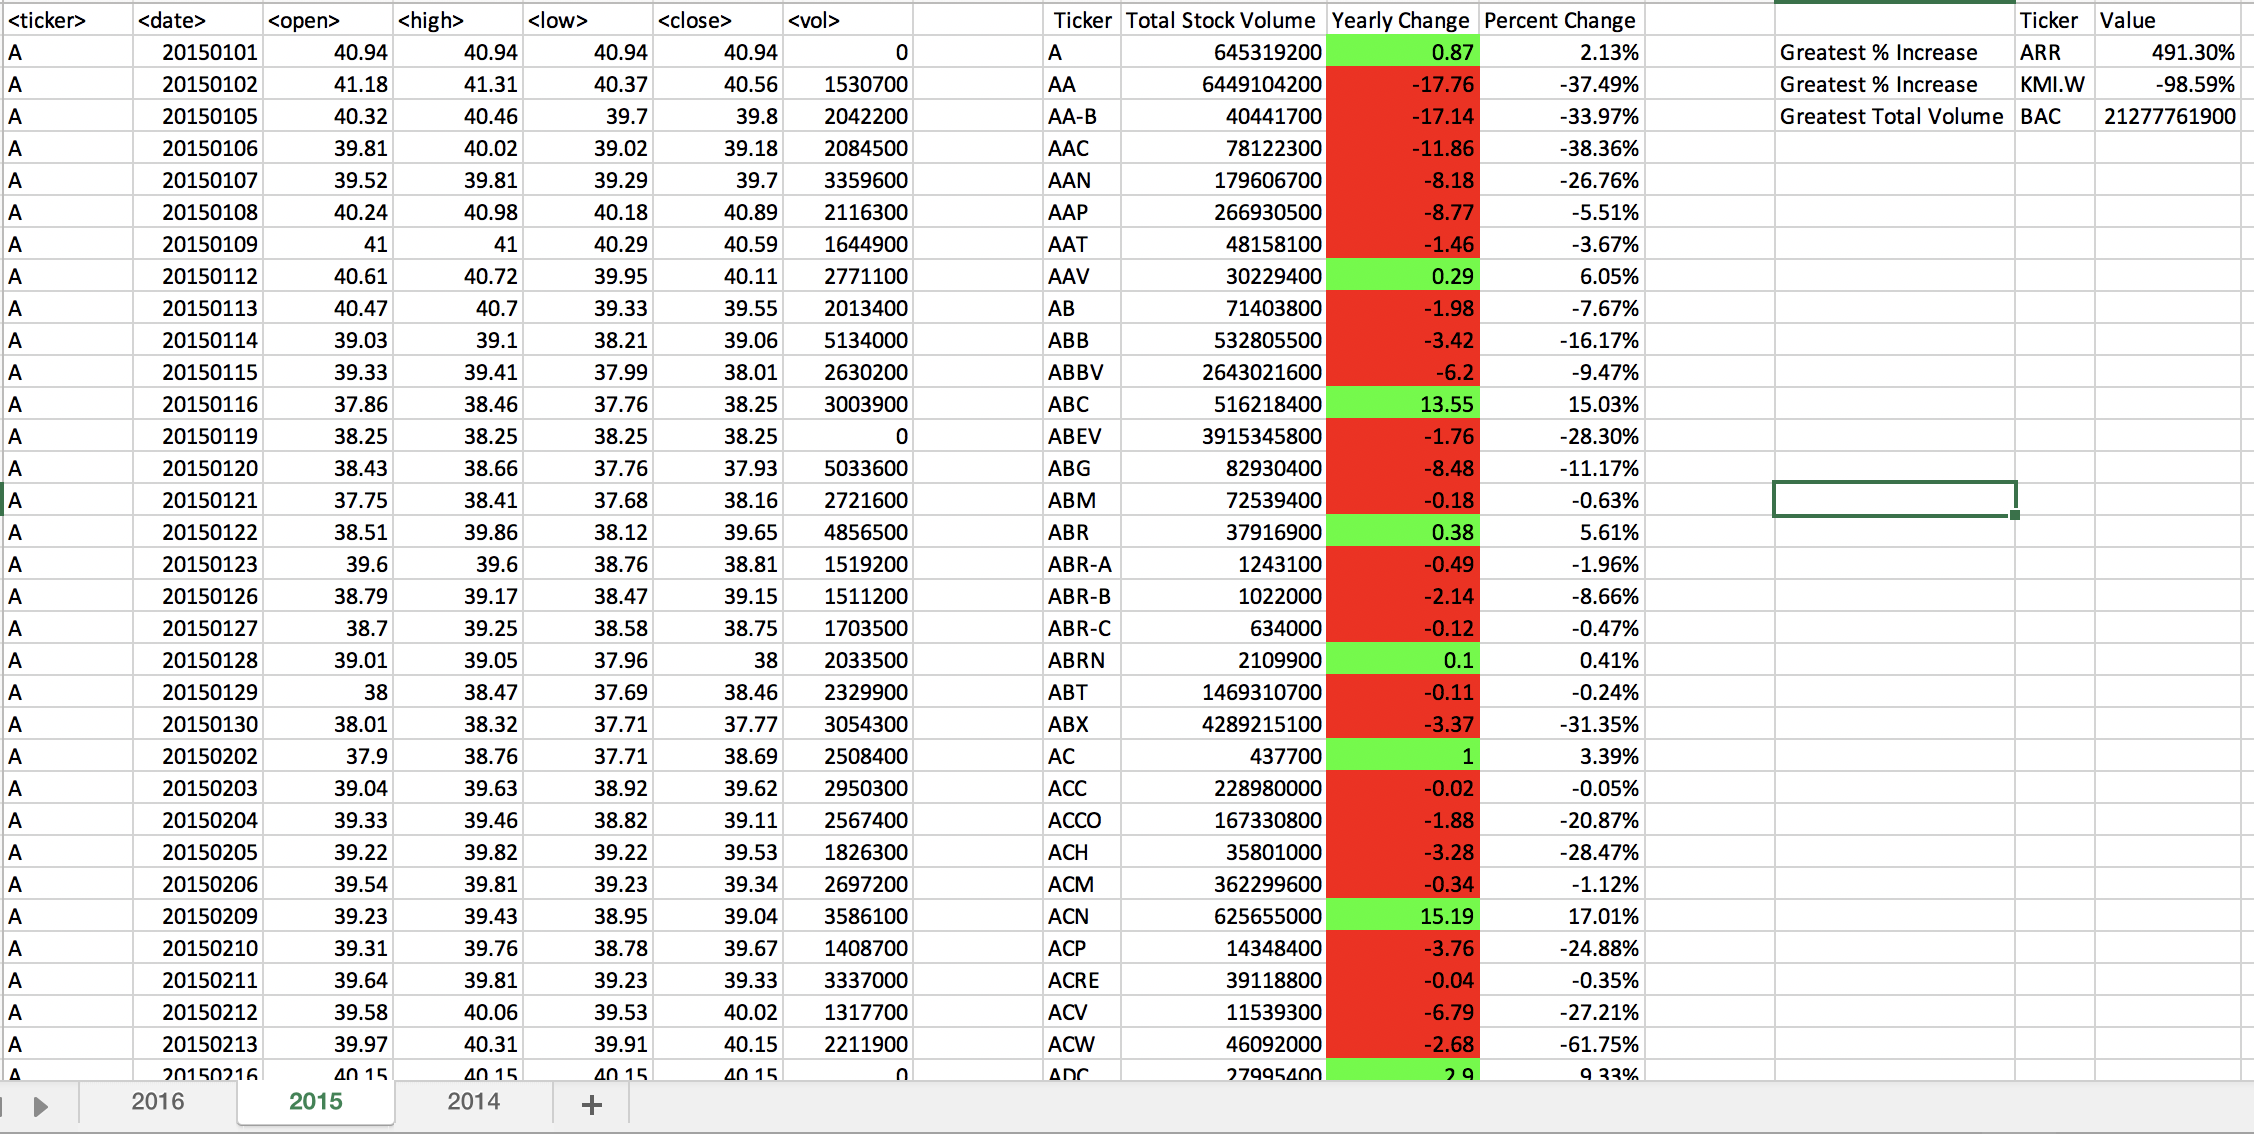 <ticker> <date> <open> <high> <low> <close> <vol> Ticker Total Stock Volume Yearly Change Percent Change Ticker Value
A 20150101 40.94 40.94 40.94 40.94 0 A 645319200 0.87 2.13% Greatest % Increase ARR 491.30%
A 20150102 41.18 41.31 40.37 40.56 1530700 AA 6449104200 -17.76 -37.49% Greatest % Increase KMI.W -98.59%
A 20150105 40.32 40.46 39.7 39.8 2042200 AA-B 40441700 -17.14 -33.97% Greatest Total Volume BAC 21277761900
A 20150106 39.81 40.02 39.02 39.18 2084500 AAC 78122300 -11.86 -38.36%
A 20150107 39.52 39.81 39.29 39.7 3359600 AAN 179606700 -8.18 -26.76%
A 20150108 40.24 40.98 40.18 40.89 2116300 AAP 266930500 -8.77 -5.51%
A 20150109 41 41 40.29 40.59 1644900 AAT 48158100 -1.46 -3.67%
A 20150112 40.61 40.72 39.95 40.11 2771100 AAV 30229400 0.29 6.05%
A 20150113 40.47 40.7 39.33 39.55 2013400 AB 71403800 -1.98 -7.67%
A 20150114 39.03 39.1 38.21 39.06 5134000 ABB 532805500 -3.42 -16.17%
A 20150115 39.33 39.41 37.99 38.01 2630200 ABBV 2643021600 -6.2 -9.47%
A 20150116 37.86 38.46 37.76 38.25 3003900 ABC 516218400 13.55 15.03%
A 20150119 38.25 38.25 38.25 38.25 0 ABEV 3915345800 -1.76 -28.30%
A 20150120 38.43 38.66 37.76 37.93 5033600 ABG 82930400 -8.48 -11.17%
A 20150121 37.75 38.41 37.68 38.16 2721600 ABM 72539400 -0.18 -0.63%
A 20150122 38.51 39.86 38.12 39.65 4856500 ABR 37916900 0.38 5.61%
A 20150123 39.6 39.6 38.76 38.81 1519200 ABR-A 1243100 -0.49 -1.96%
A 20150126 38.79 39.17 38.47 39.15 1511200 ABR-B 1022000 -2.14 -8.66%
A 20150127 38.7 39.25 38.58 38.75 1703500 ABR-C 634000 -0.12 -0.47%
A 20150128 39.01 39.05 37.96 38 2033500 ABRN 2109900 0.1 0.41%
A 20150129 38 38.47 37.69 38.46 2329900 ABT 1469310700 -0.11 -0.24%
A 20150130 38.01 38.32 37.71 37.77 3054300 ABX 4289215100 -3.37 -31.35%
A 20150202 37.9 38.76 37.71 38.69 2508400 AC 437700 1 3.39%
A 20150203 39.04 39.63 38.92 39.62 2950300 ACC 228980000 -0.02 -0.05%
A 20150204 39.33 39.46 38.82 39.11 2567400 ACCO 167330800 -1.88 -20.87%
A 20150205 39.22 39.82 39.22 39.53 1826300 ACH 35801000 -3.28 -28.47%
A 20150206 39.54 39.81 39.23 39.34 2697200 ACM 362299600 -0.34 -1.12%
A 20150209 39.23 39.43 38.95 39.04 3586100 ACN 625655000 15.19 17.01%
A 20150210 39.31 39.76 38.78 39.67 1408700 ACP 14348400 -3.76 -24.88%
A 20150211 39.64 39.81 39.23 39.33 3337000 ACRE 39118800 -0.04 -0.35%
A 20150212 39.58 40.06 39.53 40.02 1317700 ACV 11539300 -6.79 -27.21%
A 20150213 39.97 40.31 39.91 40.15 2211900 ACW 46092000 -2.68 -61.75%
A 20150216 40.15 40.15 40.15 40.15 0 ADC 27995400 2.9 9.33%
2016 2015 2014 +